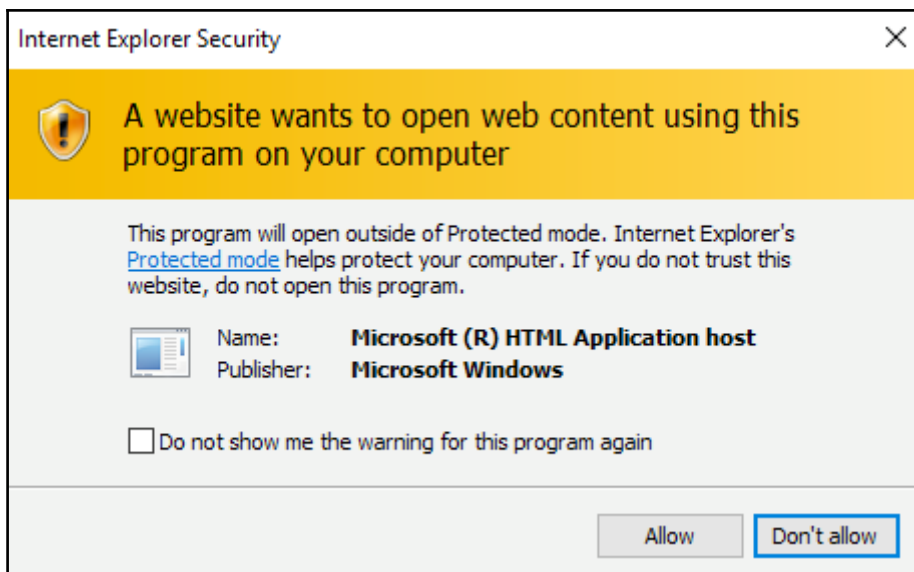 Internet Explorer Security
A website wants to open web content using this
program on your computer
This program will open outside of Protected mode. Internet Explorer's
Protected mode helps protect your computer. If you do not trust this
website, do not open this program.
Name: Microsoft (R) HTML Application host
Publisher: Microsoft Windows
Do not show me the warning for this program again
Allow Don't allow